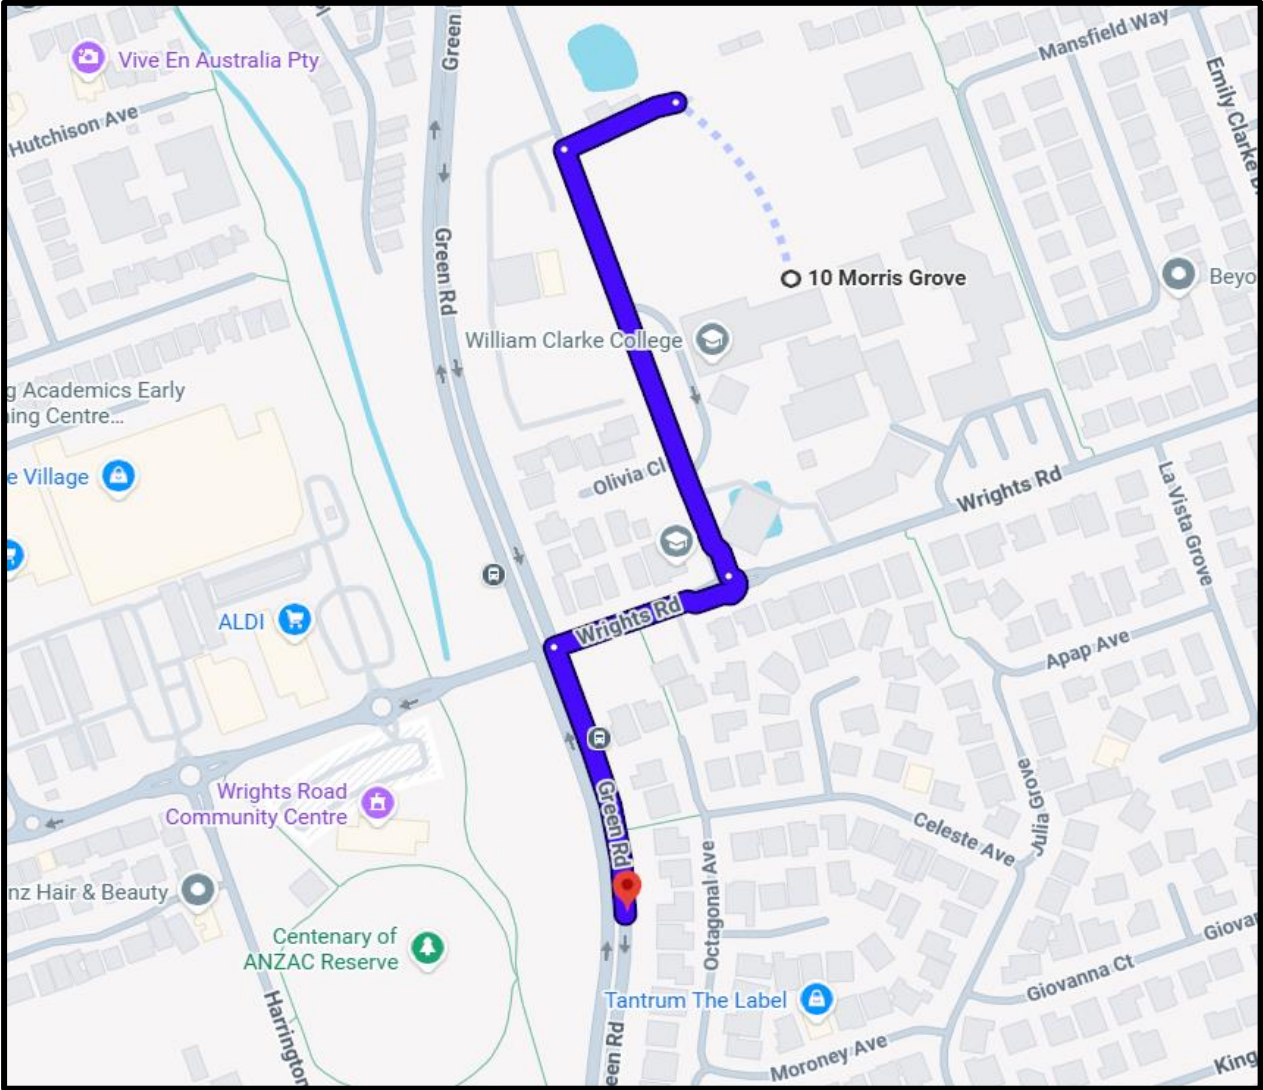 Green
Mansfield Way
Vive En Australia Pty
Emily Clarke D
Hutchison Ave
Green Rd
10 Morris Grove
Beyo
William Clarke College
g Academics Early
ing Centre...
e Village
Olivia Cl
Wrights Rd
La Vista Grove
Wrights Rd
ALDI
Apap Ave
Wrights Road
Community Centre
Green Rd
Celeste Ave
Julia Grove
nz Hair & Beauty
Octagonal Ave
Centenary of
ANZAC Reserve
Giovan
Giovanna Ct
Tantrum The Label
Harrington
een Rd
Moroney Ave
King